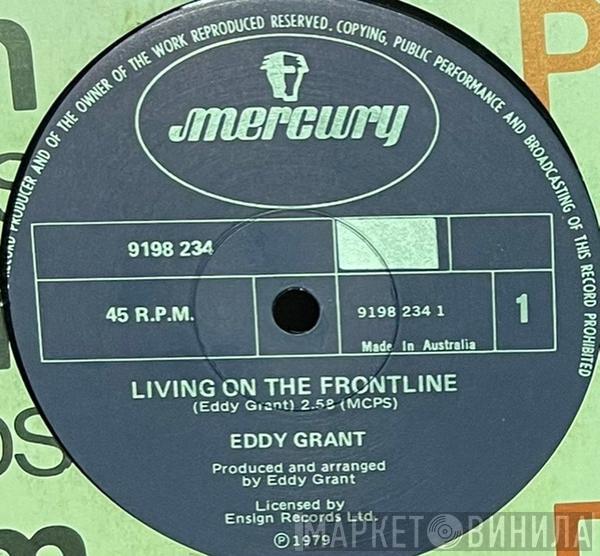 RECORD PRODUCER AND OF THE OWNER OF THE WORK REPRODUCED RESERVED. COPYING, PUBLIC PERFORMANCE AND BROADCASTING OF THIS RECORD PROHIBITED
mercury
9198 234
45 R.P.M.
9198 234 1
Made In Australia
1
LIVING ON THE FRONTLINE
(Eddy Grant) 2.58 (MCPS)
EDDY GRANT
Produced and arranged
by Eddy Grant
Licensed by
Ensign Records Ltd.
℗ 1979
МАРКЕТ ВИНИЛА